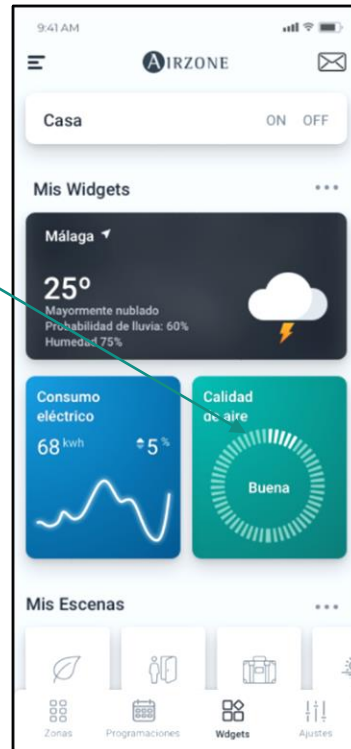 9:41 AM
AIRZONE
Casa ON OFF
Mis Widgets
Málaga
25º
Mayormente nublado
Probabilidad de lluvia: 60%
Humedad 75%
Consumo
eléctrico
68 kwh 5 %
Calidad
de aire
Buena
Mis Escenas
Zonas Programaciones Widgets Ajustes